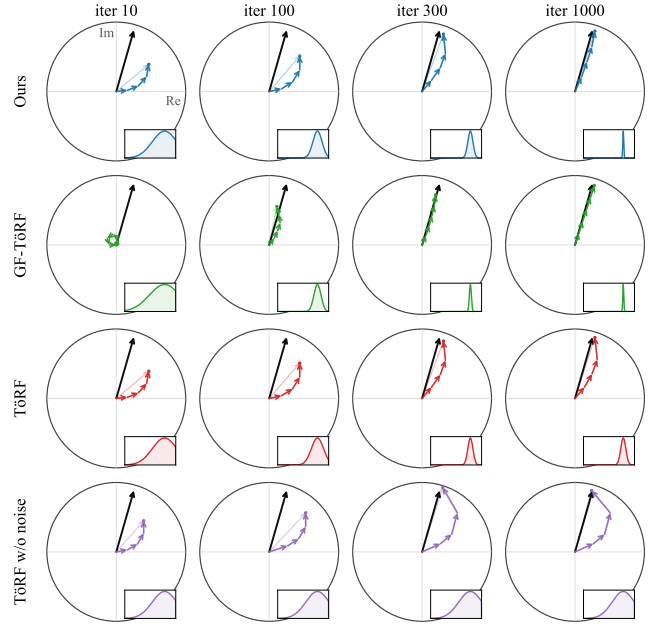 iter 10 iter 100 iter 300 iter 1000
Ours
Im
Re
GF-TöRF
TöRF
TöRF w/o noise